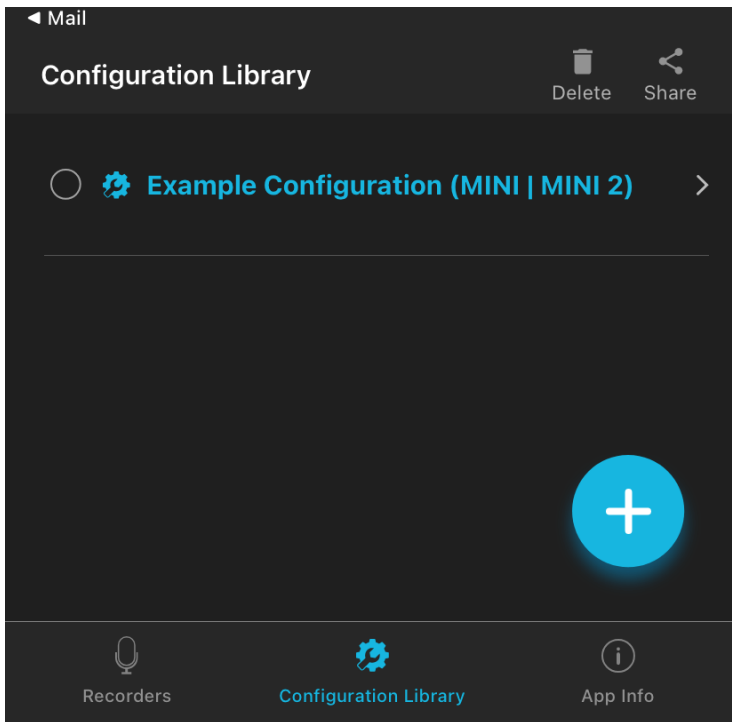 ◀ Mail
Configuration Library
Delete Share
Example Configuration (MINI | MINI 2)
Recorders Configuration Library App Info